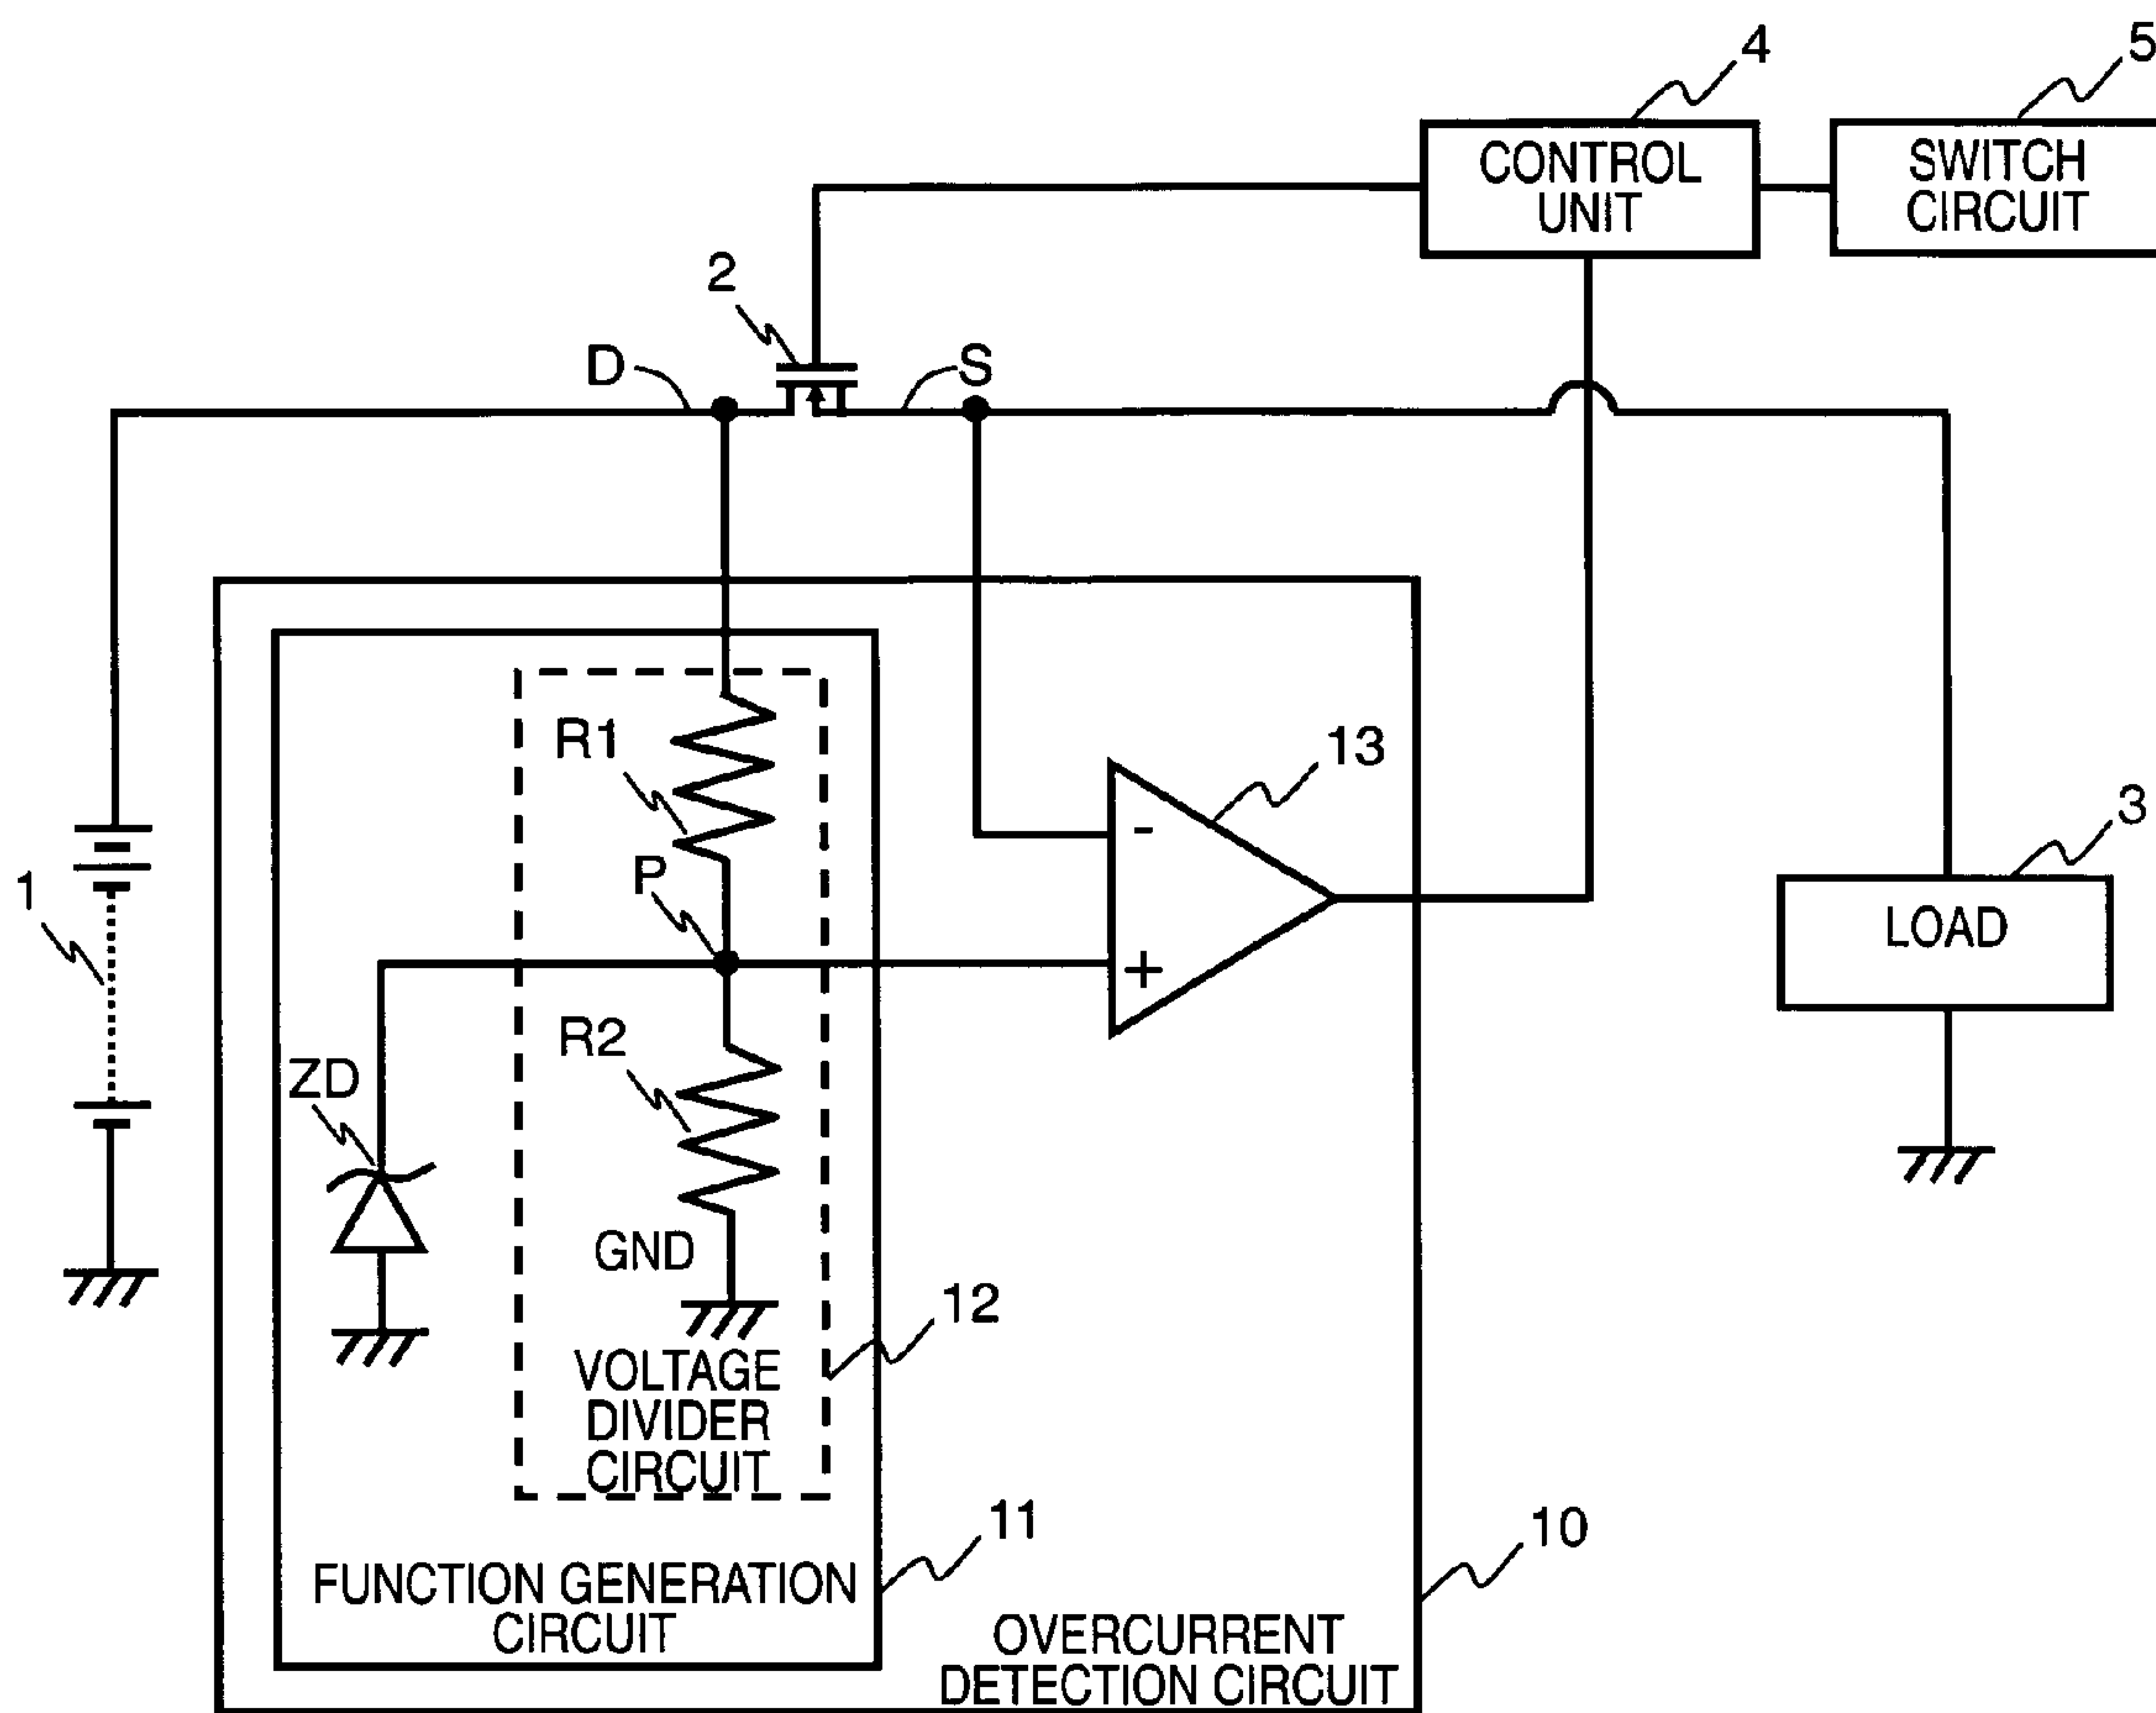 4
5
CONTROL
UNIT
SWITCH
CIRCUIT
2
D
S
R1
13
3
P
1
-
LOAD
+
R2
ZD
GND
12
VOLTAGE
DIVIDER
CIRCUIT
11
10
FUNCTION GENERATION
CIRCUIT
OVERCURRENT
DETECTION CIRCUIT